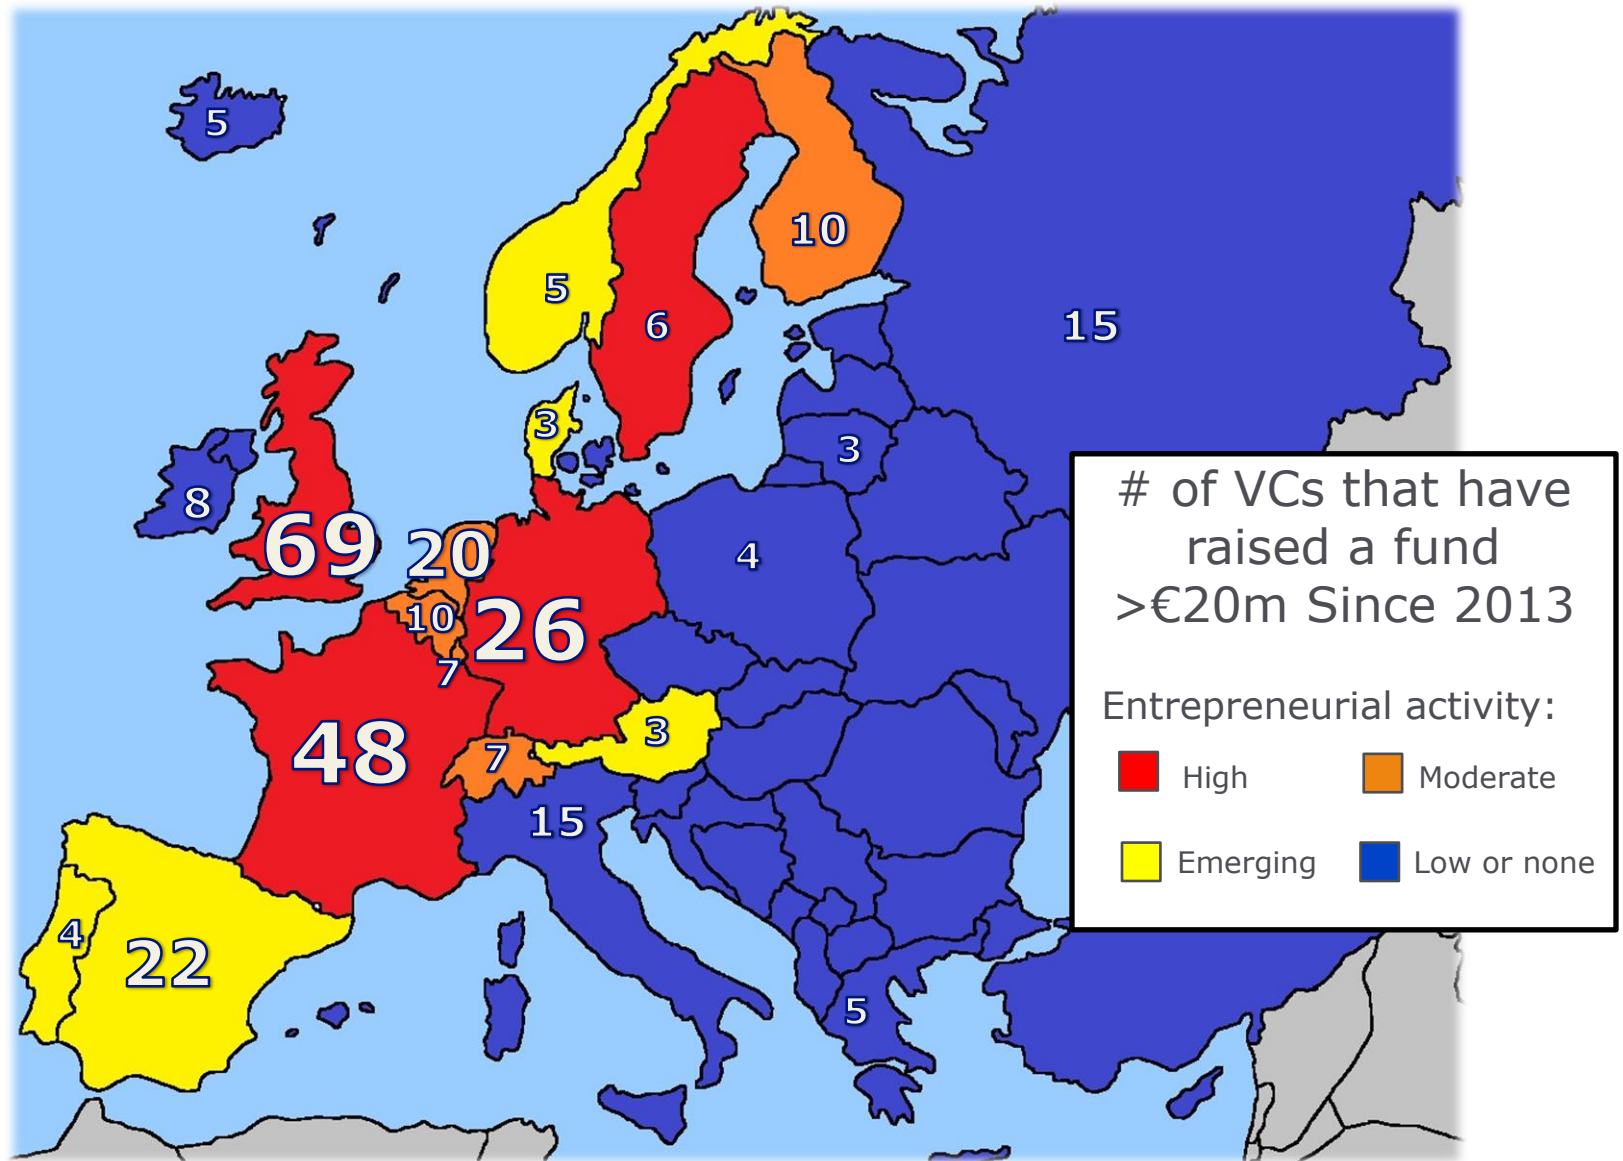 5
10
5
6
15
3
3
8
69
20
4
10
26
7
3
48
7
15
4
22
5
# of VCs that have
raised a fund
>€20m Since 2013
Entrepreneurial activity:
High
Moderate
Emerging
Low or none